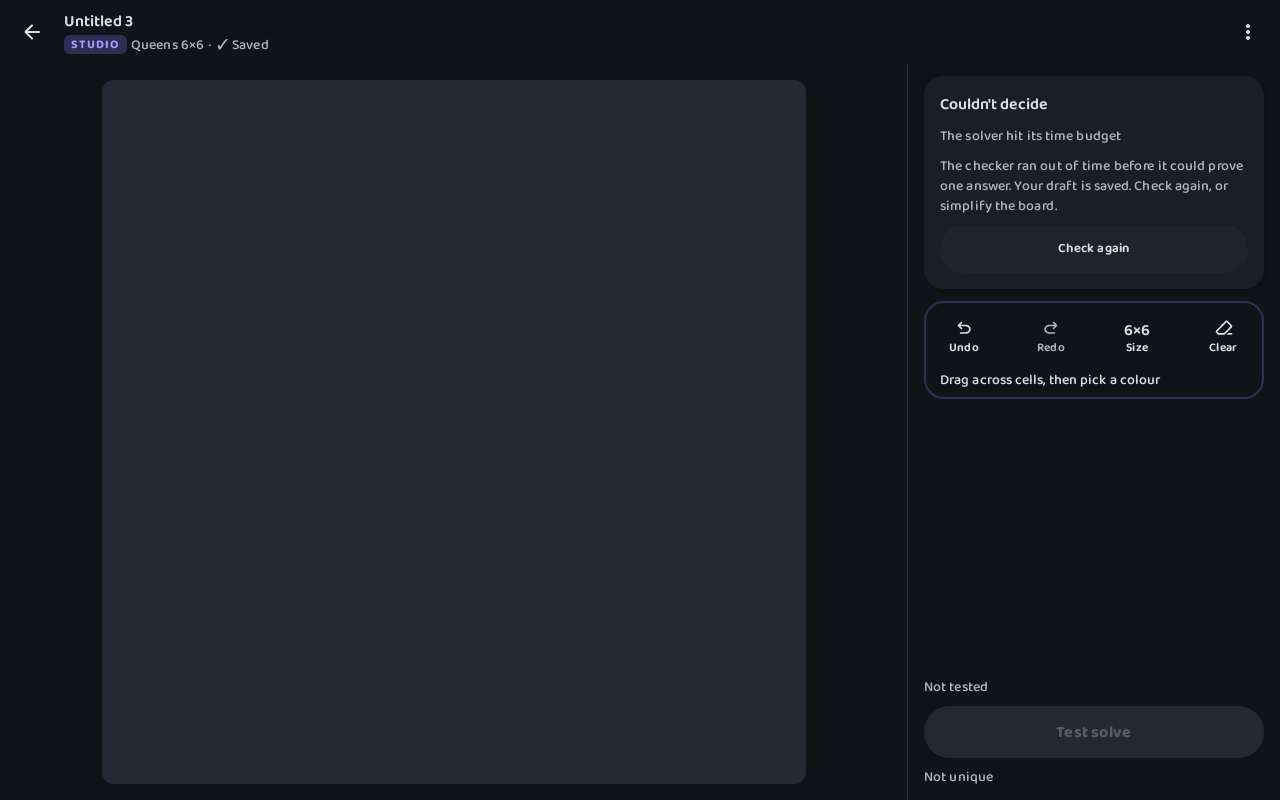 Untitled 3
STUDIO Queens 6×6 · ✓ Saved
Couldn't decide
The solver hit its time budget
The checker ran out of time before it could prove
one answer. Your draft is saved. Check again, or
simplify the board.
Check again
Undo
Redo
6×6
Size
Clear
Drag across cells, then pick a colour
Not tested
Test solve
Not unique